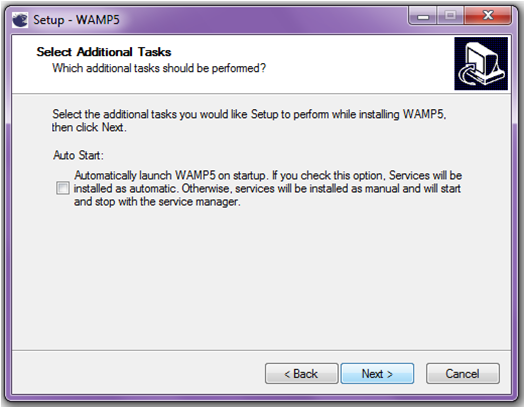 Setup - WAMP5
Select Additional Tasks
Which additional tasks should be performed?
Select the additional tasks you would like Setup to perform while installing WAMP5,
then click Next.
Auto Start:
Automatically launch WAMP5 on startup. If you check this option, Services will be
installed as automatic. Otherwise, services will be installed as manual and will start
and stop with the service manager.
< Back
Next >
Cancel